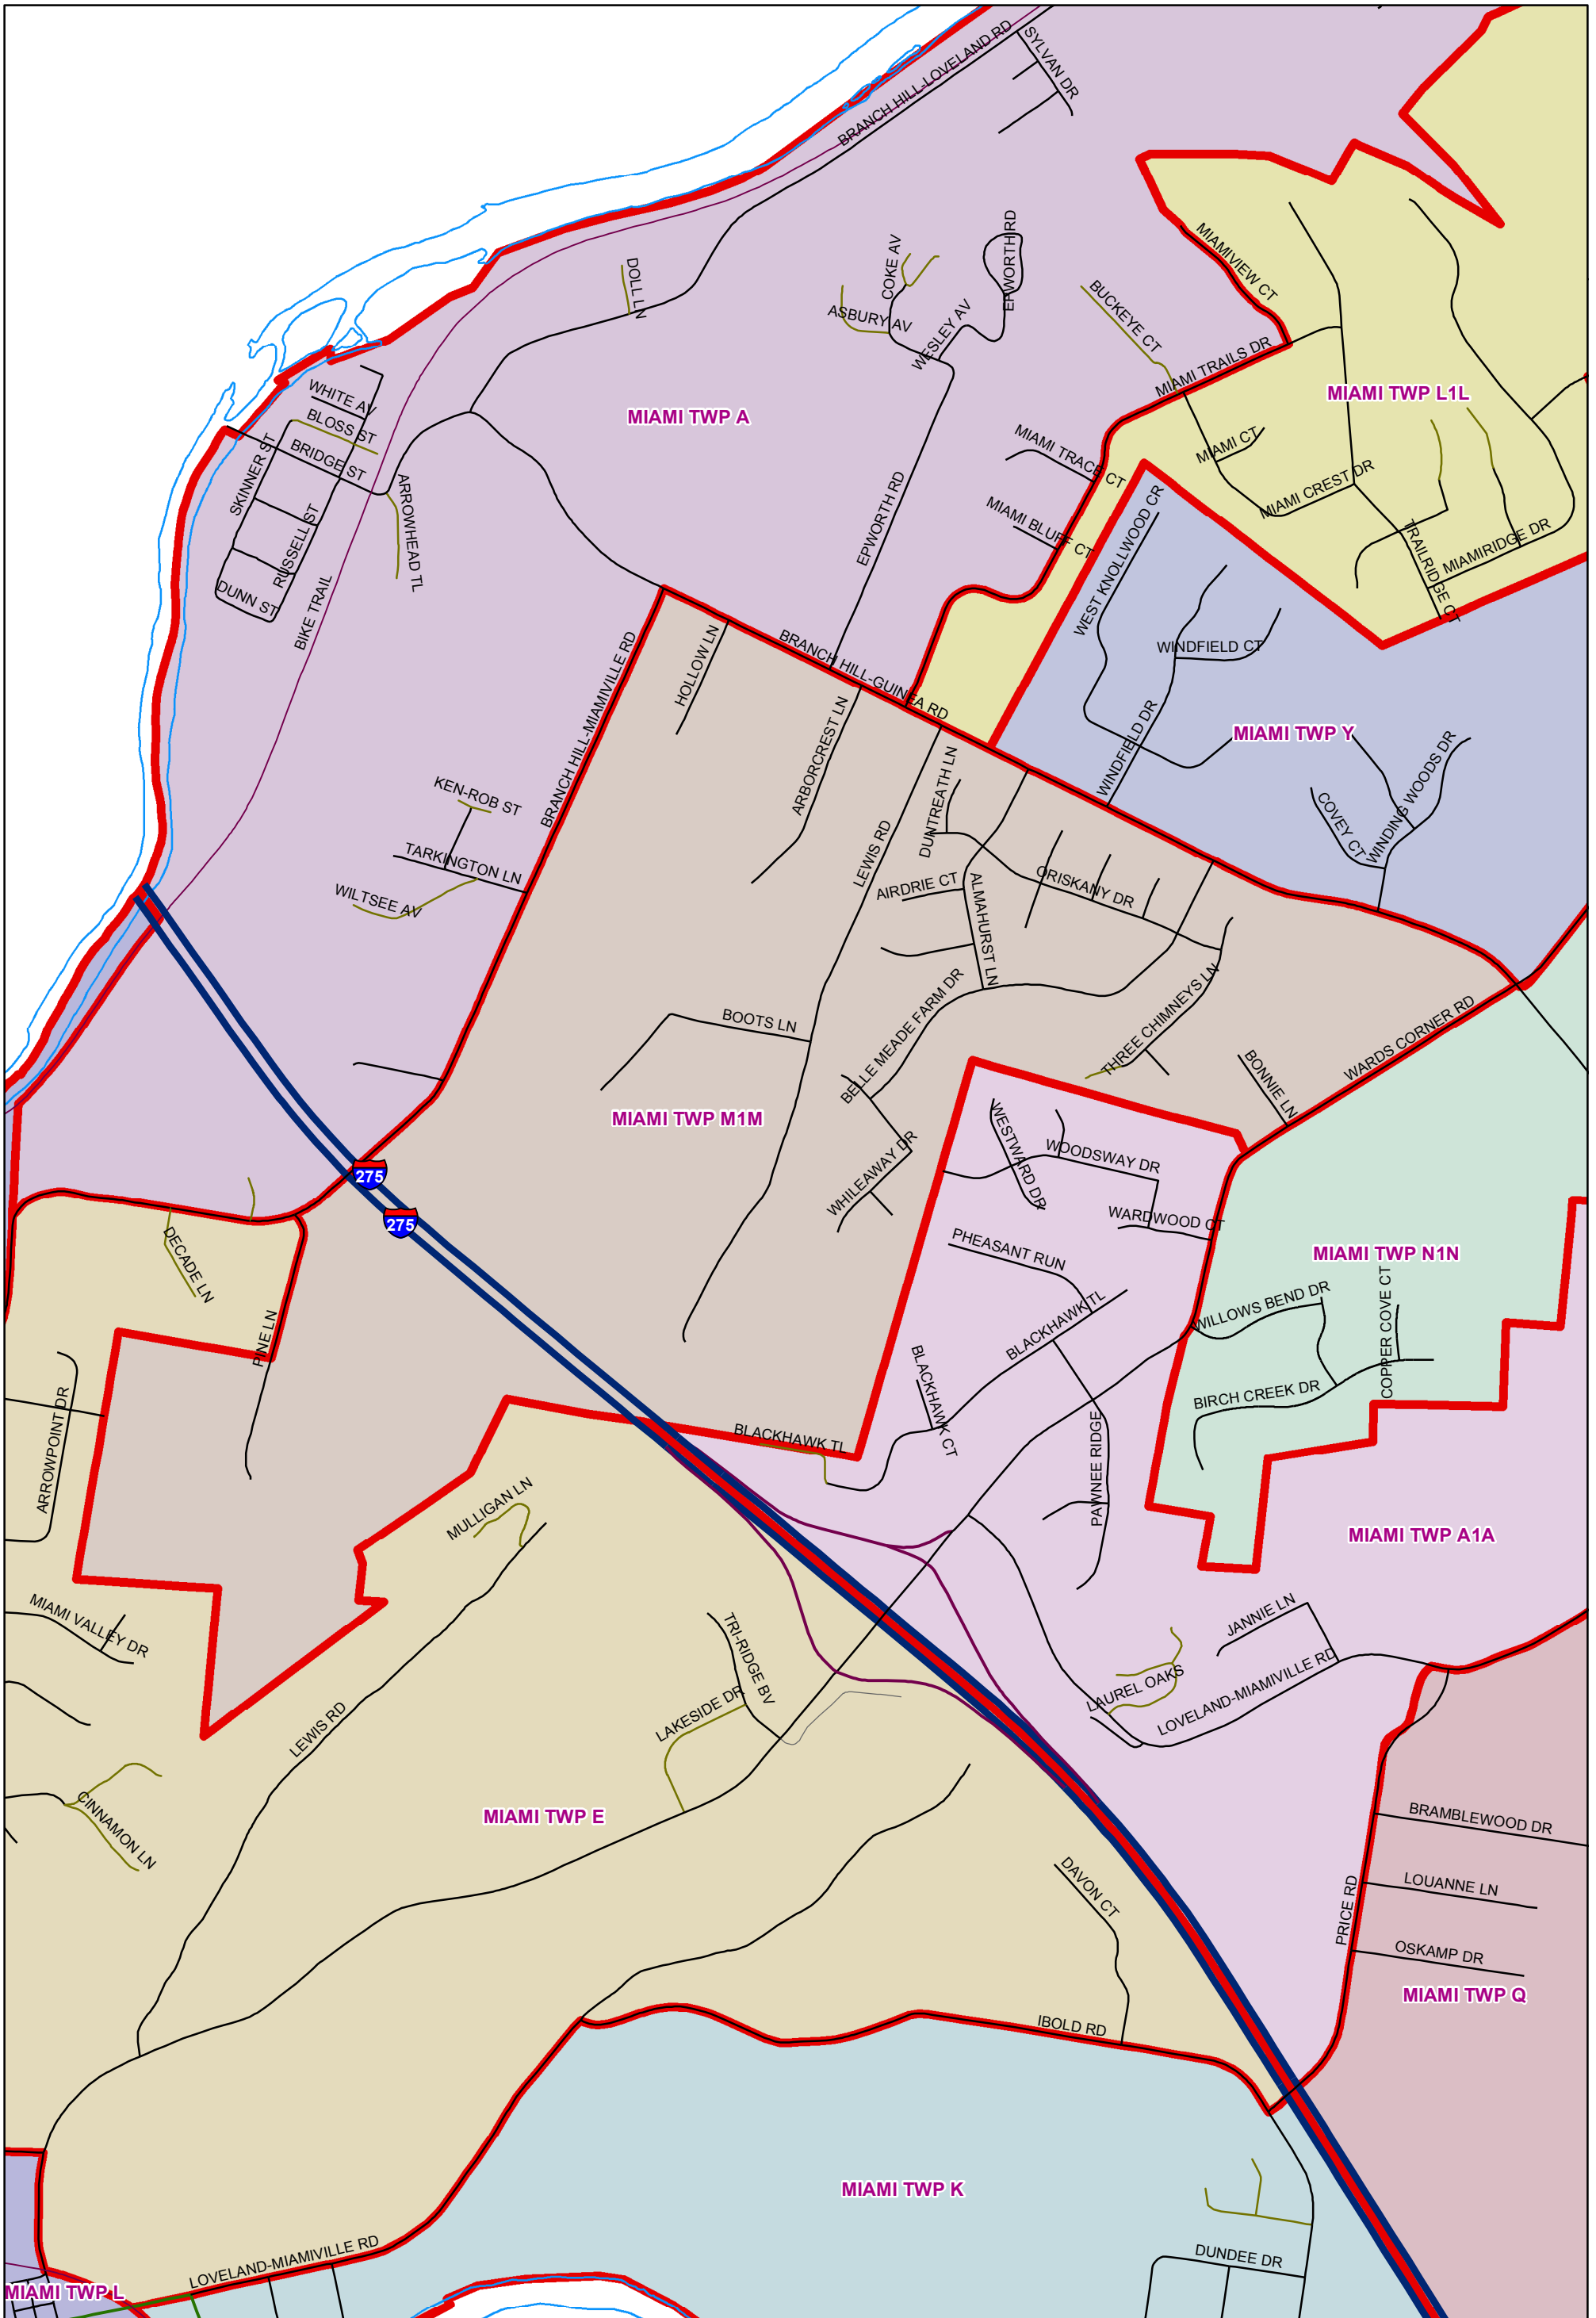 BRANCH HILL-LOVELAND RD
SYLVAN DR
DOLL LN
COKE AV
EPWORTH RD
ASBURY AV
WESLEY AV
MIAMIVIEW CT
BUCKEYE CT
MIAMI TRAILS DR
MIAMI TWP L1L
WHITE AV
BLOSS ST
BRIDGE ST
SKINNER ST
RUSSELL ST
DUNN ST
ARROWHEAD TL
BIKE TRAIL
MIAMI TWP A
EPWORTH RD
MIAMI TRACE CT
MIAMI BLUFF CT
MIAMI CT
MIAMI CREST DR
TRAILRIDGE CT
MIAMIRIDGE DR
WEST KNOLLWOOD CR
WINDFIELD CT
WINDFIELD DR
MIAMI TWP Y
COVEY CT
WINDING WOODS DR
BRANCH HILL-GUINEA RD
BRANCH HILL-MIAMIVILLE RD
HOLLOW LN
ARBORCREST LN
LEWIS RD
DUNTREATH LN
KEN-ROB ST
TARKINGTON LN
WILTSEE AV
AIRDRIE CT
ALMAHURST LN
ORISKANY DR
BELLE MEADE FARM DR
THREE CHIMNEYS LN
BOOTS LN
BONNIE LN
WARDS CORNER RD
MIAMI TWP M1M
WHILEAWAY DR
WESTWARD DR
WOODSWAY DR
WARDWOOD CT
PHEASANT RUN
BLACKHAWK TL
BLACKHAWK CT
BLACKHAWK TL
275
275
MIAMI TWP N1N
WILLOWS BEND DR
COPPER COVE CT
BIRCH CREEK DR
DECADE LN
PINE LN
ARROWPOINT DR
MULLIGAN LN
PAWNEE RIDGE
MIAMI TWP A1A
MIAMI VALLEY DR
TRI-RIDGE BV
LAKESIDE DR
LEWIS RD
JANNIE LN
LAUREL OAKS
LOVELAND-MIAMIVILLE RD
CINNAMON LN
MIAMI TWP E
DAVON CT
BRAMBLEWOOD DR
LOUANNE LN
PRICE RD
OSKAMP DR
MIAMI TWP Q
IBOLD RD
MIAMI TWP K
LOVELAND-MIAMIVILLE RD
DUNDEE DR
MIAMI TWP L